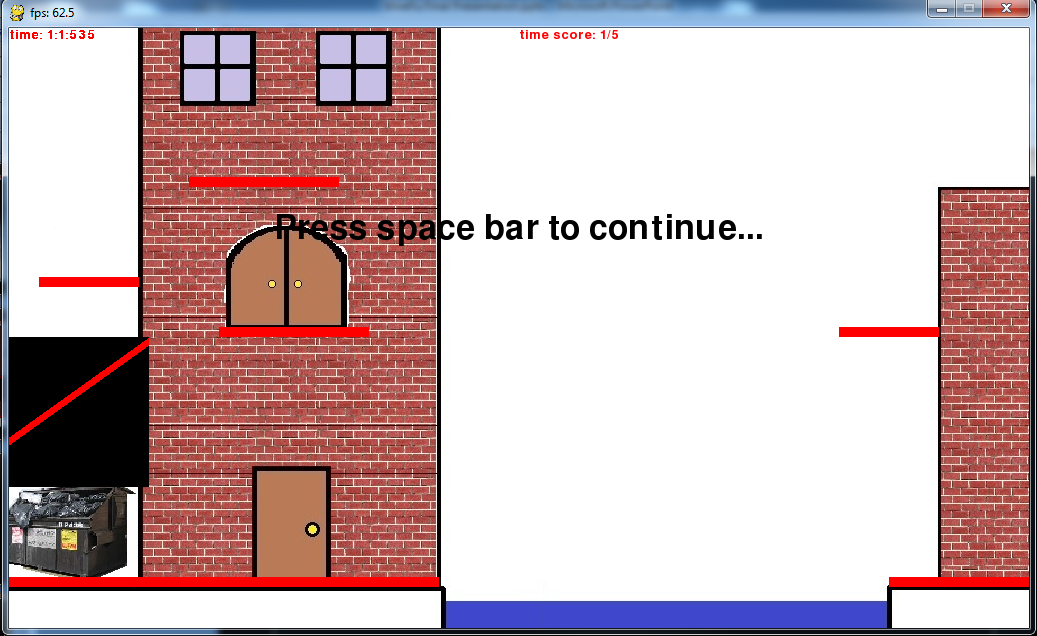 fps: 62.5
time: 1:1:535
time score: 1/5
Press space bar to continue...